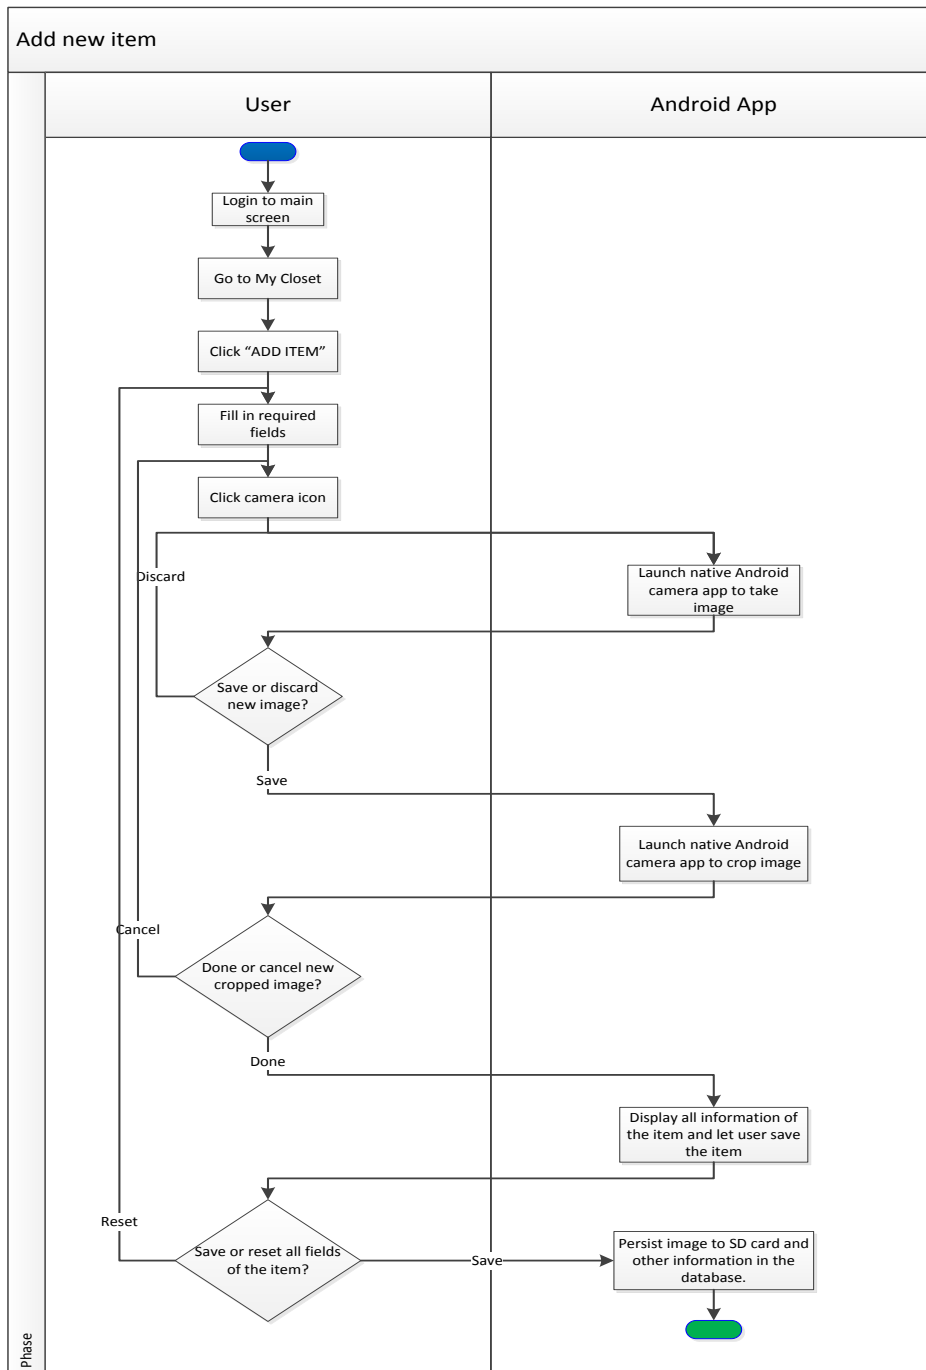 Add new item
User
Android App
Login to main
screen
Go to My Closet
Click “ADD ITEM”
Fill in required
fields
Click camera icon
Discard
Launch native Android
camera app to take
image
Save or discard
new image?
Save
Launch native Android
camera app to crop image
Cancel
Done or cancel new
cropped image?
Done
Display all information of
the item and let user save
the item
Reset
Save or reset all fields
of the item?
Save
Persist image to SD card and
other information in the
database.
Phase